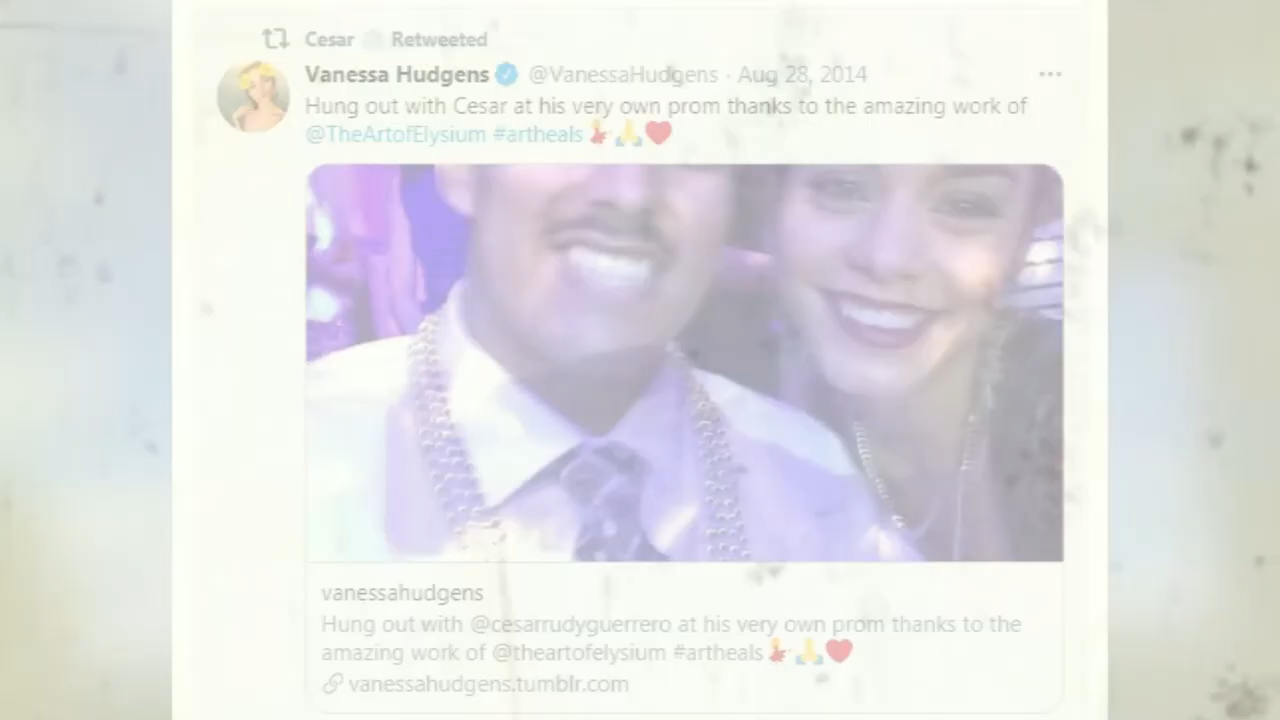 Cesar Retweeted
Vanessa Hudgens @VanessaHudgens · Aug 28, 2014
Hung out with Cesar at his very own prom thanks to the amazing work of
@TheArtofElysium #artheals 💃🙏❤️
vanessahudgens
Hung out with @cesarrudyguerrero at his very own prom thanks to the
amazing work of @theartofelysium #artheals 💃🙏❤️
vanessahudgens.tumblr.com